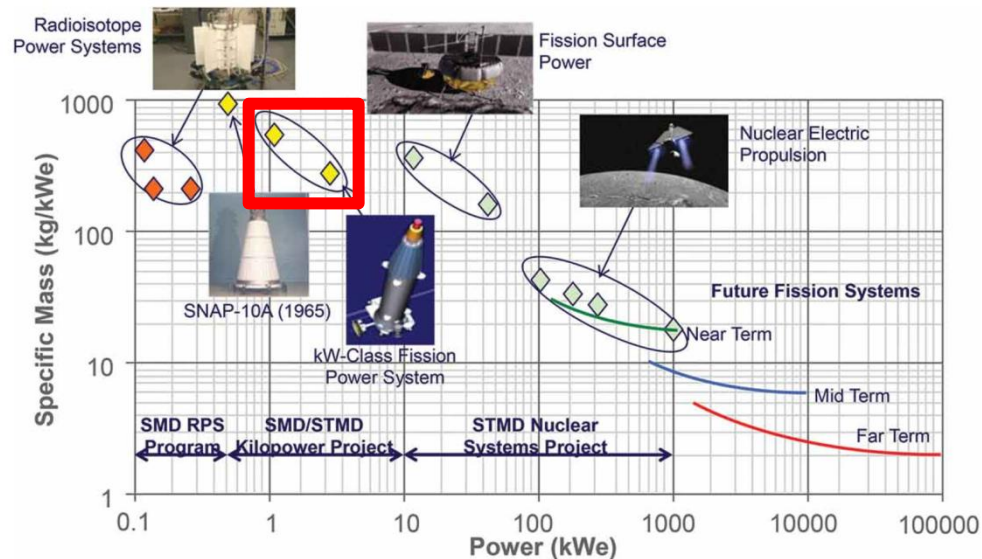 Radioisotope
Power Systems
Fission Surface
Power
Nuclear Electric
Propulsion
SNAP-10A (1965)
kW-Class Fission
Power System
Future Fission Systems
Near Term
Mid Term
Far Term
SMD RPS
Program
SMD/STMD
Kilopower Project
STMD Nuclear
Systems Project
Specific Mass (kg/kWe)
1000
100
10
1
0.1
1
10
100
1000
10000
100000
Power (kWe)